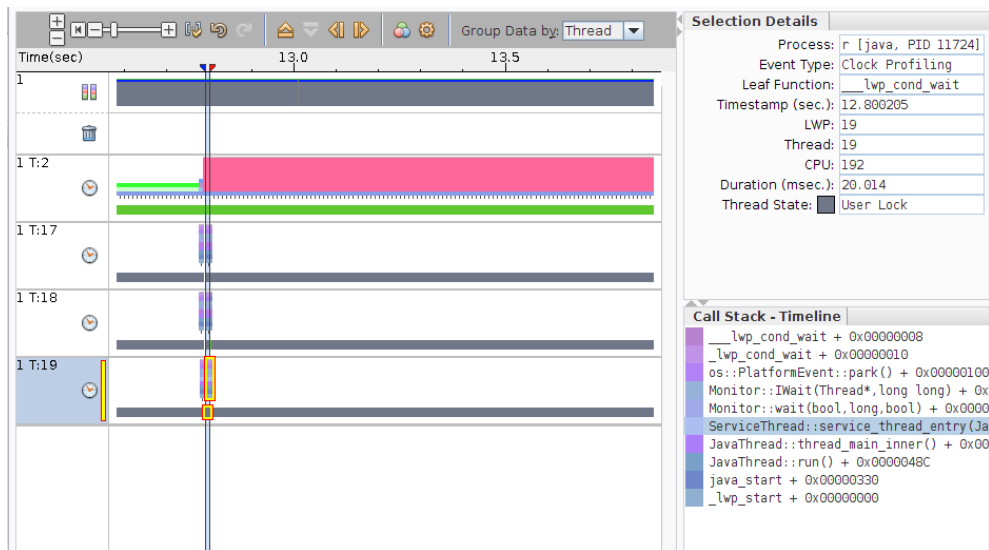 Group Data by: Thread
Time(sec)
13.0
13.5
1
1 T:2
1 T:17
1 T:18
1 T:19
Selection Details
Process: r [java, PID 11724]
Event Type: Clock Profiling
Leaf Function: ___lwp_cond_wait
Timestamp (sec.): 12.800205
LWP: 19
Thread: 19
CPU: 192
Duration (msec.): 20.014
Thread State: User Lock
Call Stack - Timeline
___lwp_cond_wait + 0x00000008
_lwp_cond_wait + 0x00000010
os::PlatformEvent::park() + 0x00000100
Monitor::IWait(Thread*,long long) + 0x
Monitor::wait(bool,long,bool) + 0x0000
ServiceThread::service_thread_entry(Ja
JavaThread::thread_main_inner() + 0x00
JavaThread::run() + 0x0000048C
java_start + 0x00000330
_lwp_start + 0x00000000